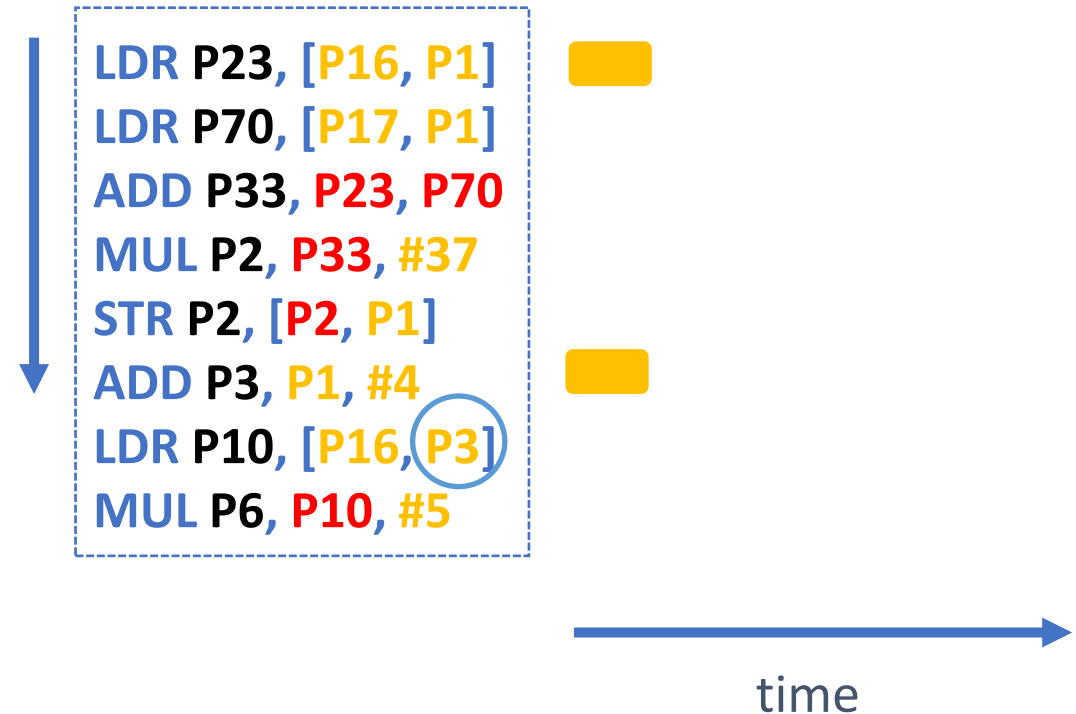 LDR P23, [P16, P1]
LDR P70, [P17, P1]
ADD P33, P23, P70
MUL P2, P33, #37
STR P2, [P2, P1]
ADD P3, P1, #4
LDR P10, [P16, P3]
MUL P6, P10, #5
time